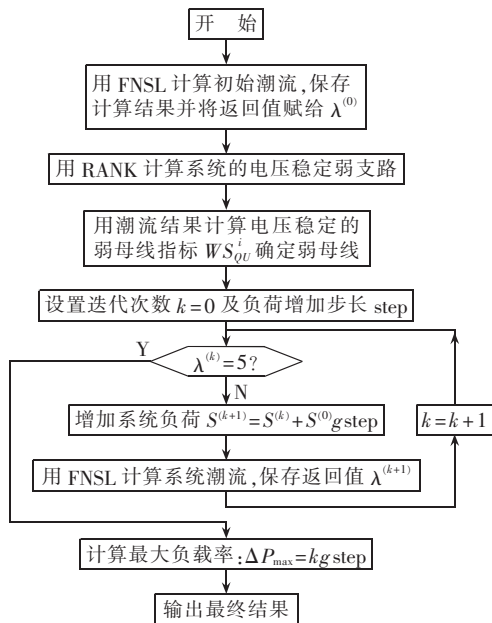 开 始
用 FNSL 计算初始潮流,保存
计算结果并将返回值赋给 λ^(0)
用 RANK 计算系统的电压稳定弱支路
用潮流结果计算电压稳定的
弱母线指标 WS_QU^i 确定弱母线
设置迭代次数 k=0 及负荷增加步长 step
Y
λ^(k)=5?
N
增加系统负荷 S^(k+1)=S^(k)+S^(0)g step
k=k+1
用 FNSL 计算系统潮流,保存返回值 λ^(k+1)
计算最大负载率:ΔP_max=kg step
输出最终结果